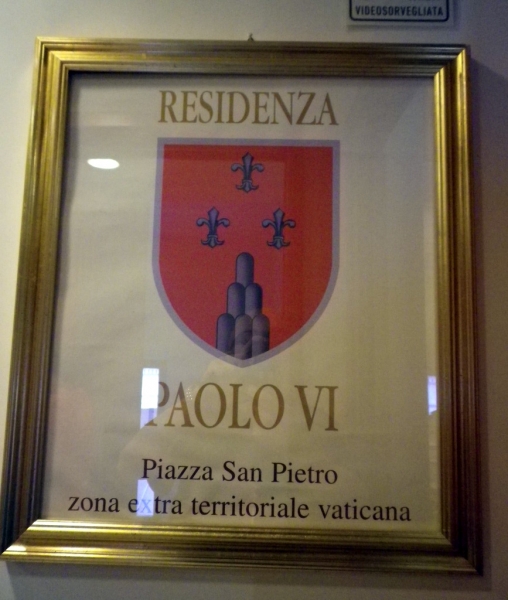 VIDEOSORVEGLIATA
RESIDENZA
PAOLO VI
Piazza San Pietro
zona extra territoriale vaticana